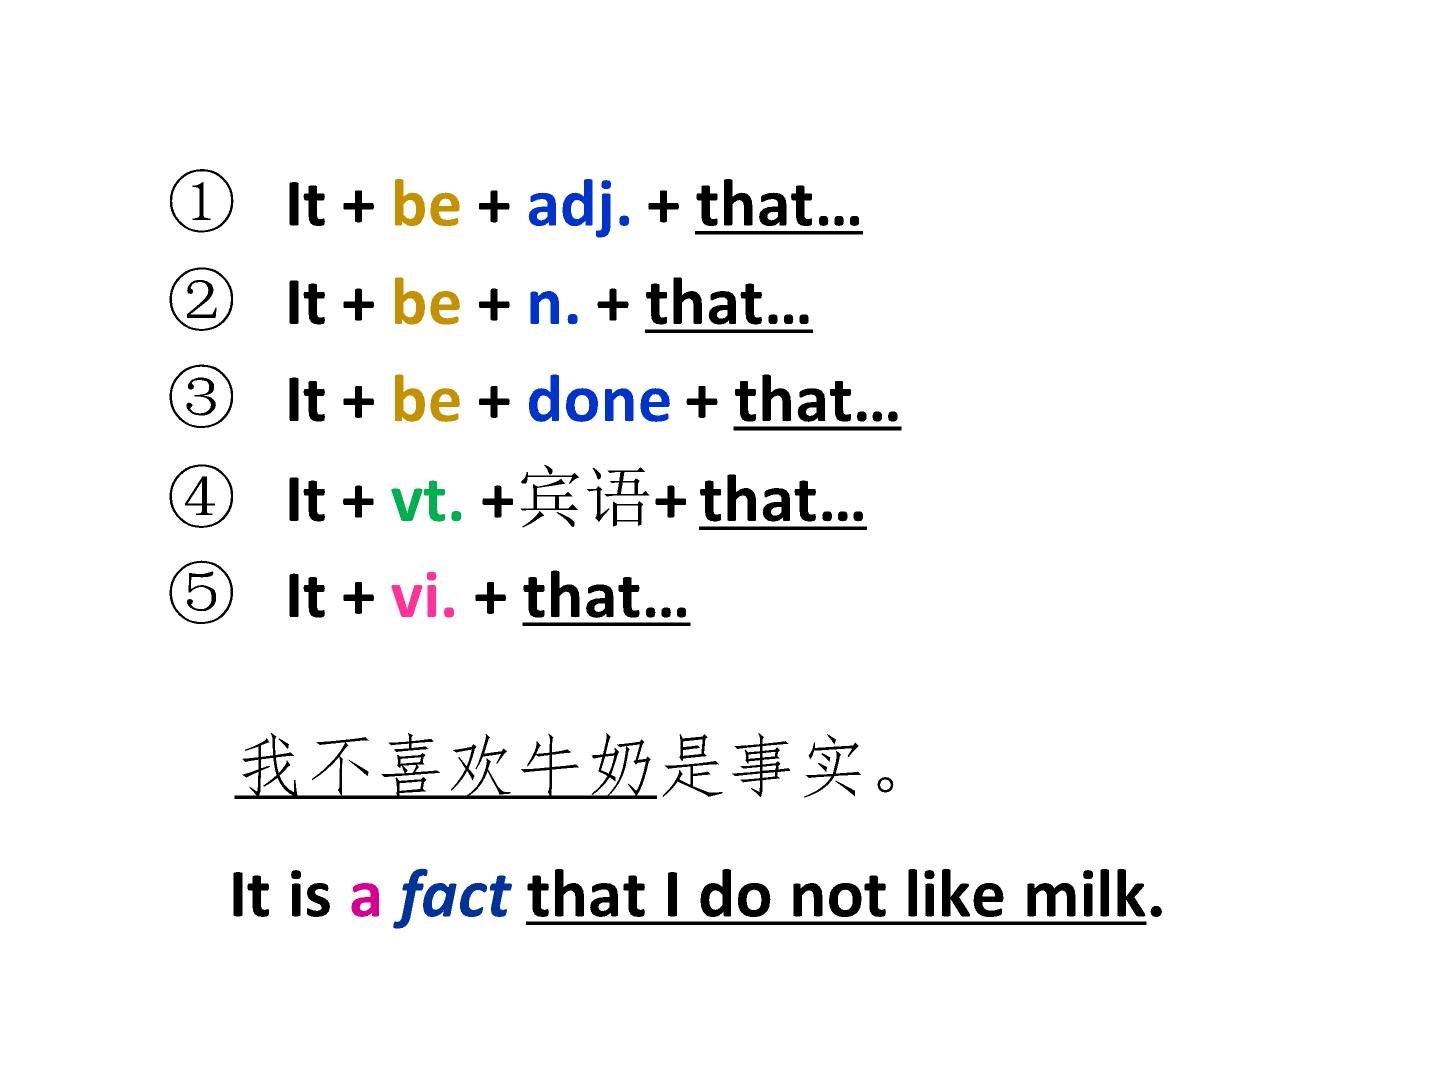 ① It + be + adj. + that…
② It + be + n. + that…
③ It + be + done + that…
④ It + vt. +宾语+ that…
⑤ It + vi. + that…
我不喜欢牛奶是事实。
It is a fact that I do not like milk.